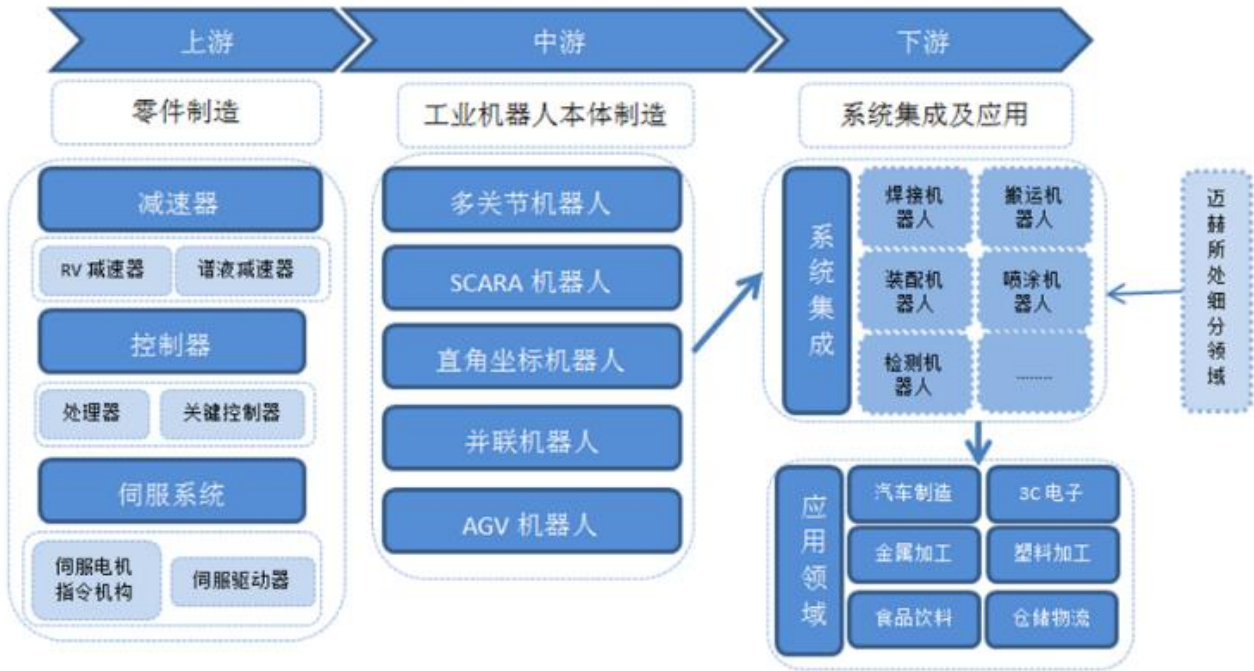 上游
中游
下游
零件制造
工业机器人本体制造
系统集成及应用
减速器
RV 减速器
谱液减速器
控制器
处理器
关键控制器
伺服系统
伺服电机
指令机构
伺服驱动器
多关节机器人
SCARA 机器人
直角坐标机器人
并联机器人
AGV 机器人
系统集成
焊接机
器人
搬运机
器人
装配机
器人
喷涂机
器人
检测机
器人
........
迈赫所处细分领域
应用领域
汽车制造
3C 电子
金属加工
塑料加工
食品饮料
仓储物流